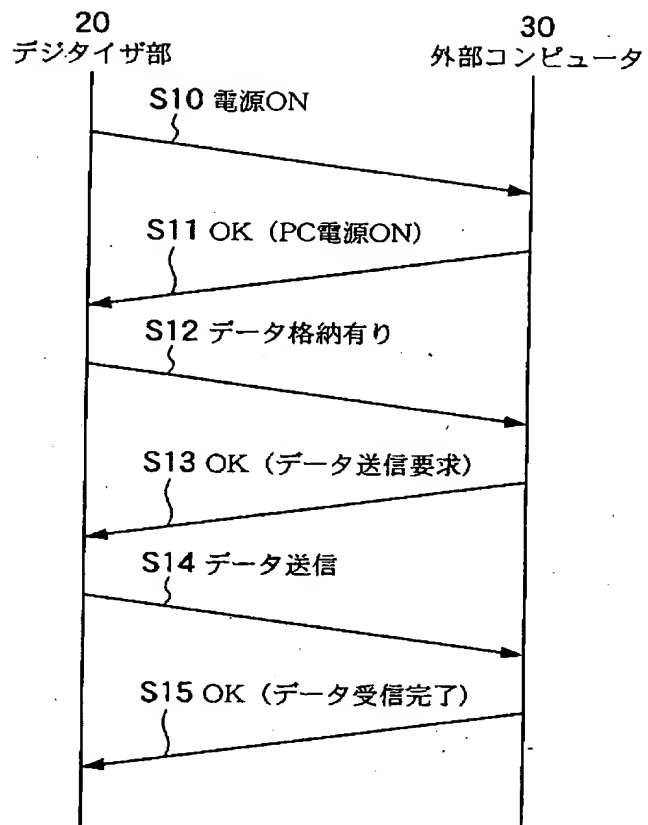 20
デジタイザ部
30
外部コンピュータ
S10 電源ON
S11 OK（PC電源ON）
S12 データ格納有り
S13 OK（データ送信要求）
S14 データ送信
S15 OK（データ受信完了）